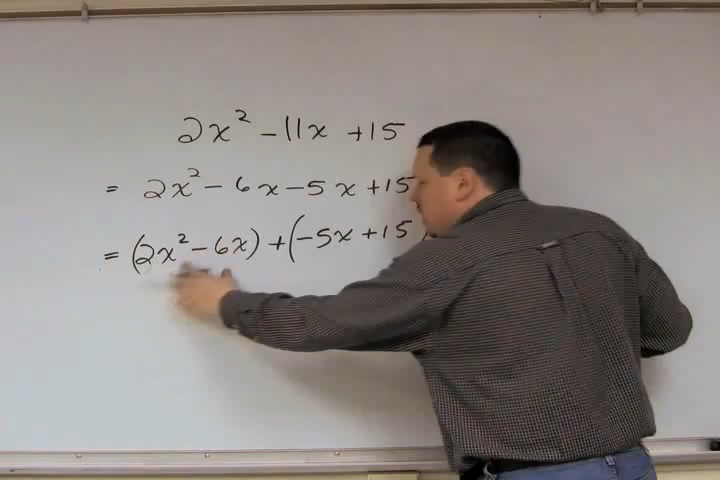 2x² - 11x + 15
= 2x² - 6x - 5x + 15
= (2x² - 6x) + (-5x + 15)